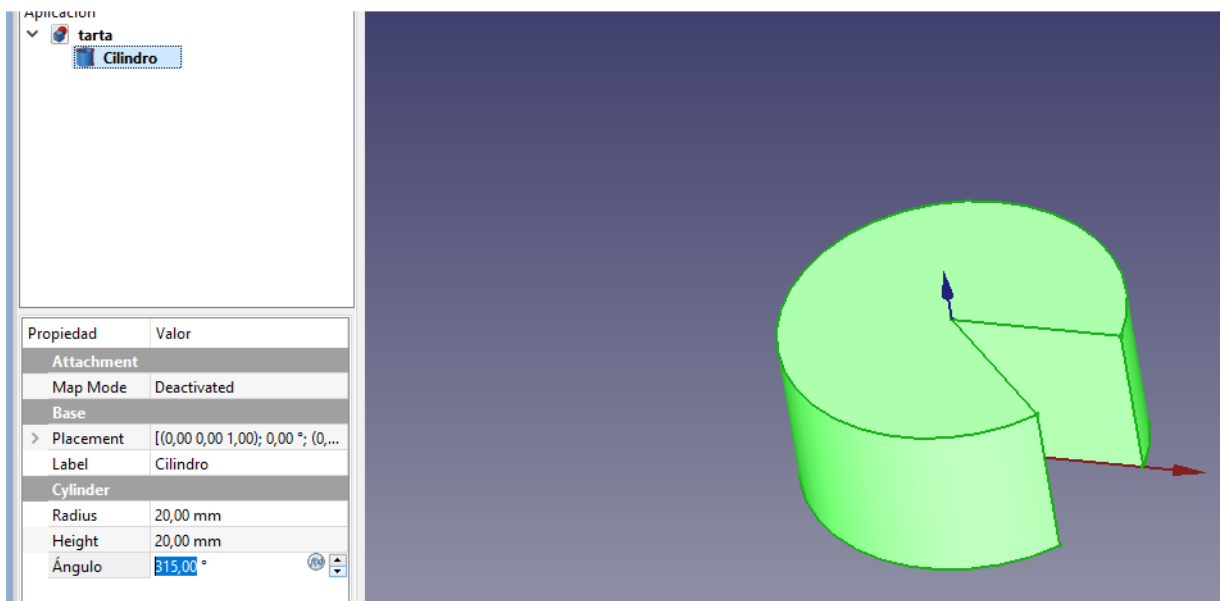 Aplicación
tarta
Cilindro
Propiedad Valor
Attachment
Map Mode Deactivated
Base
Placement [(0,00 0,00 1,00); 0,00 °; (0,...
Label Cilindro
Cylinder
Radius 20,00 mm
Height 20,00 mm
Ángulo 315,00 °